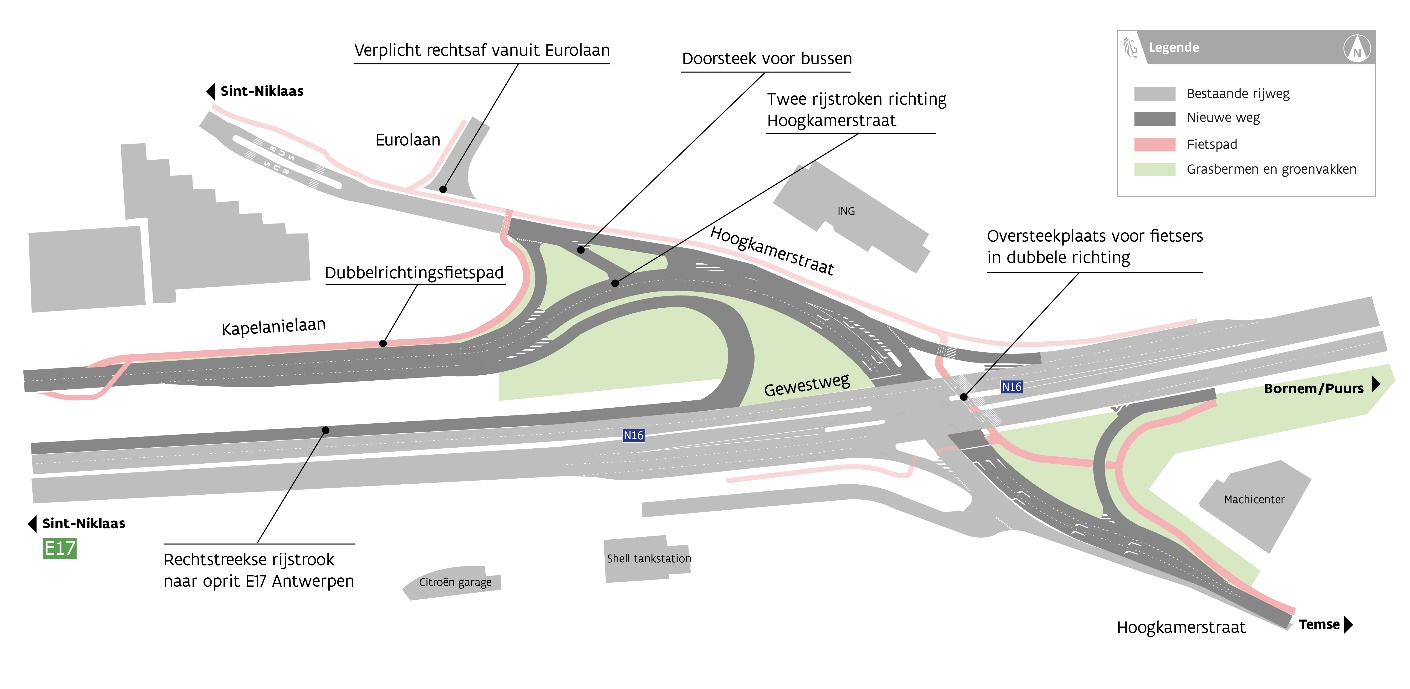 Verplicht rechtsaf vanuit Eurolaan
Doorsteek voor bussen
Legende
N
Bestaande rijweg
Nieuwe weg
Fietspad
Grasbermen en groenvakken
Sint-Niklaas
Twee rijstroken richting
Hoogkamerstraat
Eurolaan
BUS
BUS
ING
Hoogkamerstraat
Oversteekplaats voor fietsers
in dubbele richting
Dubbelrichtingsfietspad
Kapelanielaan
Gewestweg
N16
Bornem/Puurs
N16
Machicenter
Sint-Niklaas
E17
Rechtstreekse rijstrook
naar oprit E17 Antwerpen
Shell tankstation
Citroën garage
Hoogkamerstraat
Temse